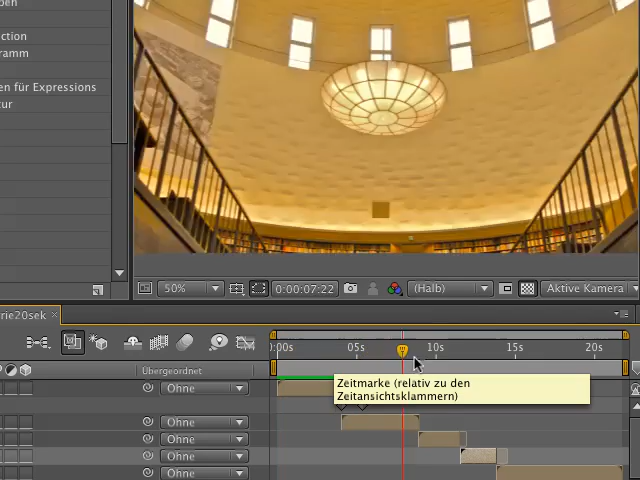 ction
ramm
en für Expressions
tur
50%
0:00:07:22
(Halb)
Aktive Kamera
rie20sek
0:00s 05s 10s 15s 20s
Übergeordnet
Ohne
Zeitmarke (relativ zu den
Zeitansichtsklammern)
Ohne
Ohne
Ohne
Ohne